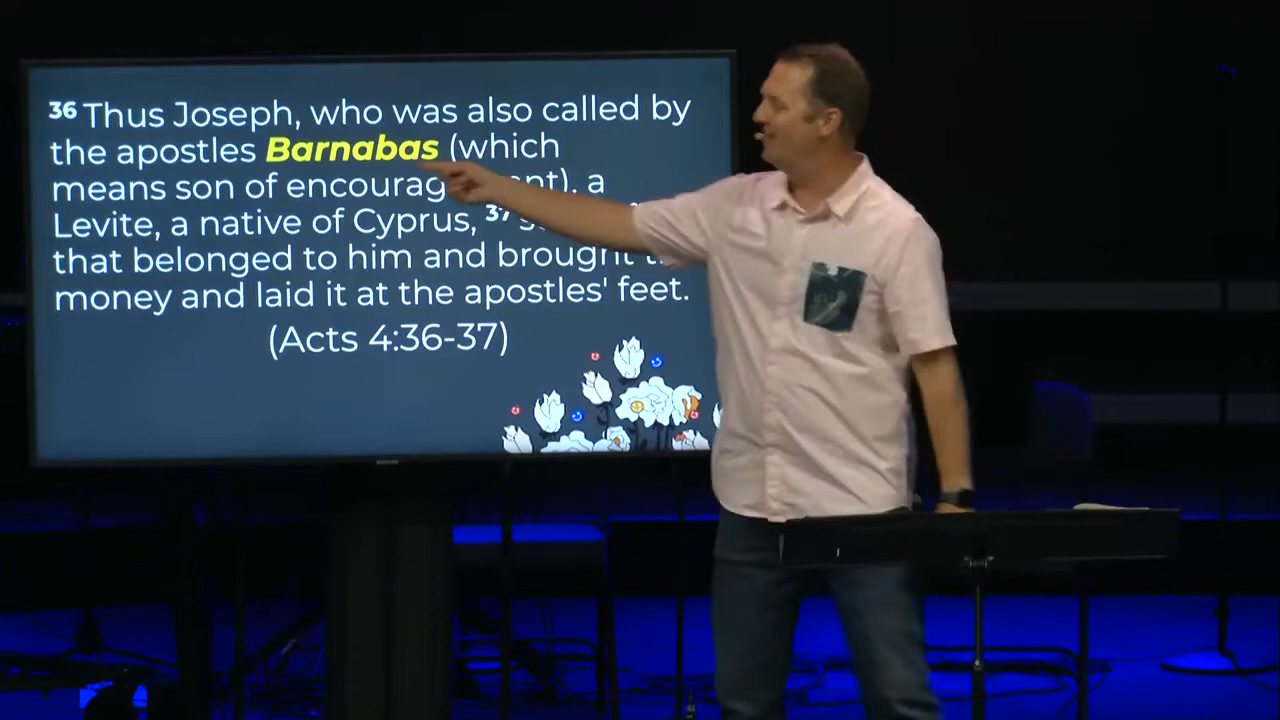 36 Thus Joseph, who was also called by
the apostles Barnabas (which
means son of a
Levite, a native of Cyprus, 37
that belonged to him and brought
money and laid it at the apostles' feet.
(Acts 4:36-37)